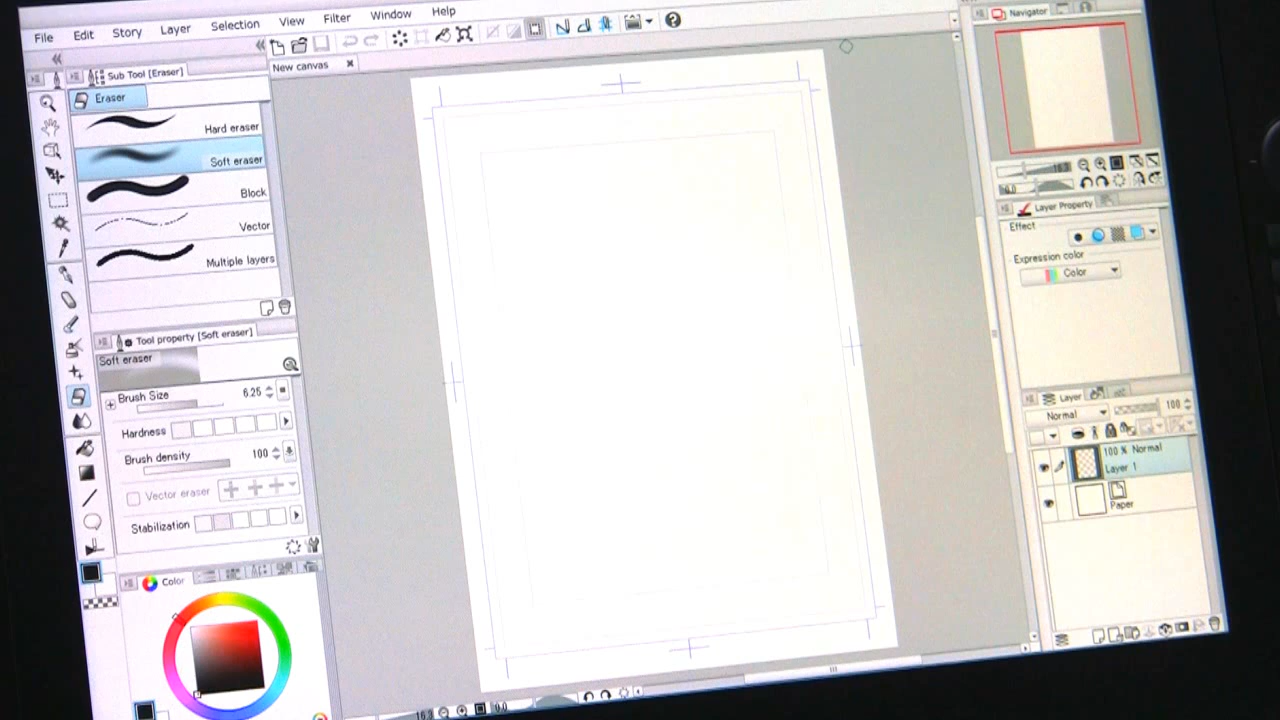 File Edit Story Layer Selection View Filter Window Help
New canvas
Sub Tool [Eraser]
Eraser
Hard eraser
Soft eraser
Block
Vector
Multiple layers
Tool property [Soft eraser]
Soft eraser
Brush Size 6.25
Hardness
Brush density 100
Vector eraser
Stabilization
Color
Navigator
Layer Property
Effect
Expression color
Color
Layer
Normal 100
100 % Normal
Layer 1
Paper